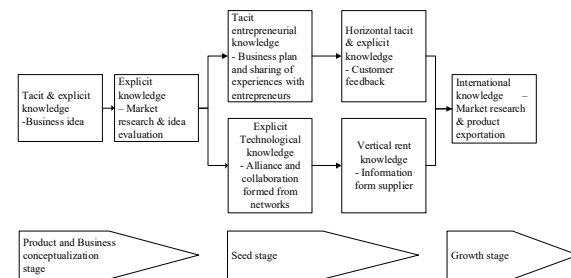 Tacit & explicit
knowledge
-Business idea
Explicit
knowledge
– Market
research & idea
evaluation
Tacit
entrepreneurial
knowledge
- Business plan
and sharing of
experiences with
entrepreneurs
Horizontal tacit
& explicit
knowledge
- Customer
feedback
Explicit
Technological
knowledge
- Alliance and
collaboration
formed from
networks
Vertical rent
knowledge
- Information
form supplier
International
knowledge –
Market research
& product
exportation
Product and Business
conceptualization
stage
Seed stage
Growth stage